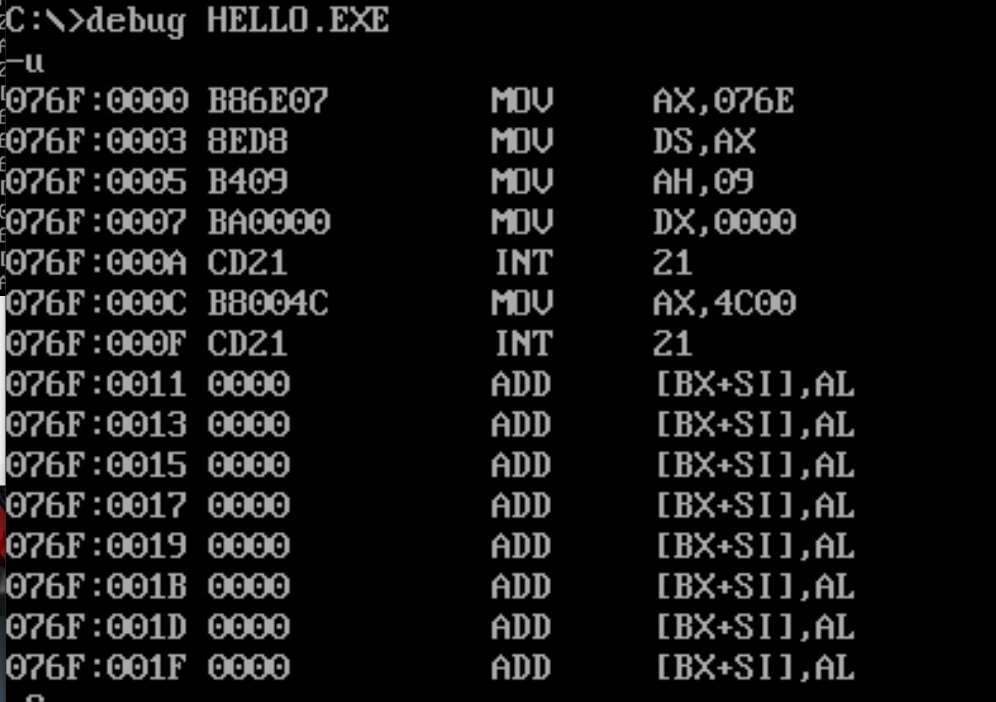 C:\>debug HELLO.EXE
-u
076F:0000 B86E07 MOV AX,076E
076F:0003 8ED8 MOV DS,AX
076F:0005 B409 MOV AH,09
076F:0007 BA0000 MOV DX,0000
076F:000A CD21 INT 21
076F:000C B8004C MOV AX,4C00
076F:000F CD21 INT 21
076F:0011 0000 ADD [BX+SI],AL
076F:0013 0000 ADD [BX+SI],AL
076F:0015 0000 ADD [BX+SI],AL
076F:0017 0000 ADD [BX+SI],AL
076F:0019 0000 ADD [BX+SI],AL
076F:001B 0000 ADD [BX+SI],AL
076F:001D 0000 ADD [BX+SI],AL
076F:001F 0000 ADD [BX+SI],AL